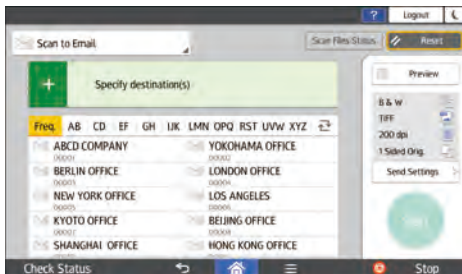 ? Logout
Scan to Email
Scan Files Status
Reset
Specify destination(s)
Preview
Freq. AB CD EF GH IJK LMN OPQ RST UVW XYZ
B & W
TIFF
200 dpi
1 Sided Orig.
ABCD COMPANY
00001
YOKOHAMA OFFICE
00002
BERLIN OFFICE
00003
LONDON OFFICE
00004
NEW YORK OFFICE
00005
LOS ANGELES
00006
KYOTO OFFICE
00007
BEIJING OFFICE
00008
SHANGHAI OFFICE
HONG KONG OFFICE
Send Settings
Start
Check Status
Stop